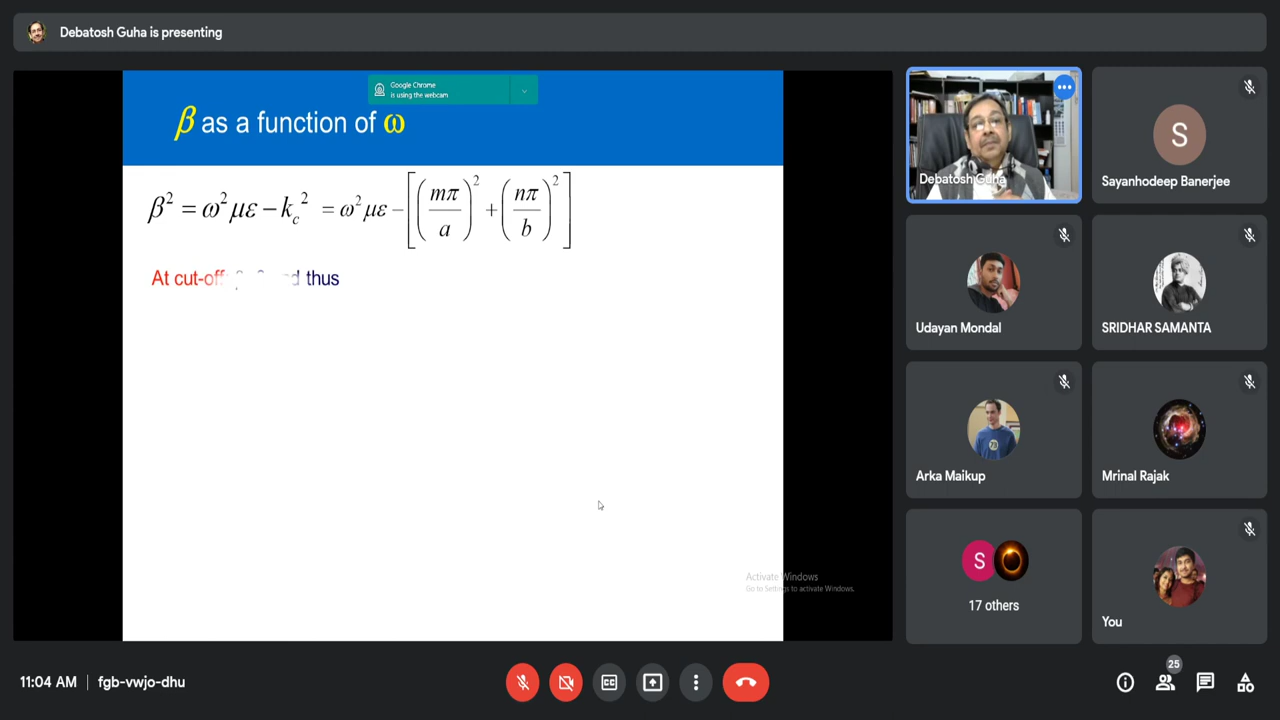 Debatosh Guha is presenting
Google Chrome
is using the webcam
β as a function of ω
β² = ω²με − k_c² = ω²με − [(mπ/a)² + (nπ/b)²]
At cut-off: thus
Activate Windows
Go to Settings to activate Windows.
Debatosh Guha
S
Sayanhodeep Banerjee
Udayan Mondal
SRIDHAR SAMANTA
Arka Maikup
Mrinal Rajak
S
17 others
You
11:04 AM | fgb-vwjo-dhu
25